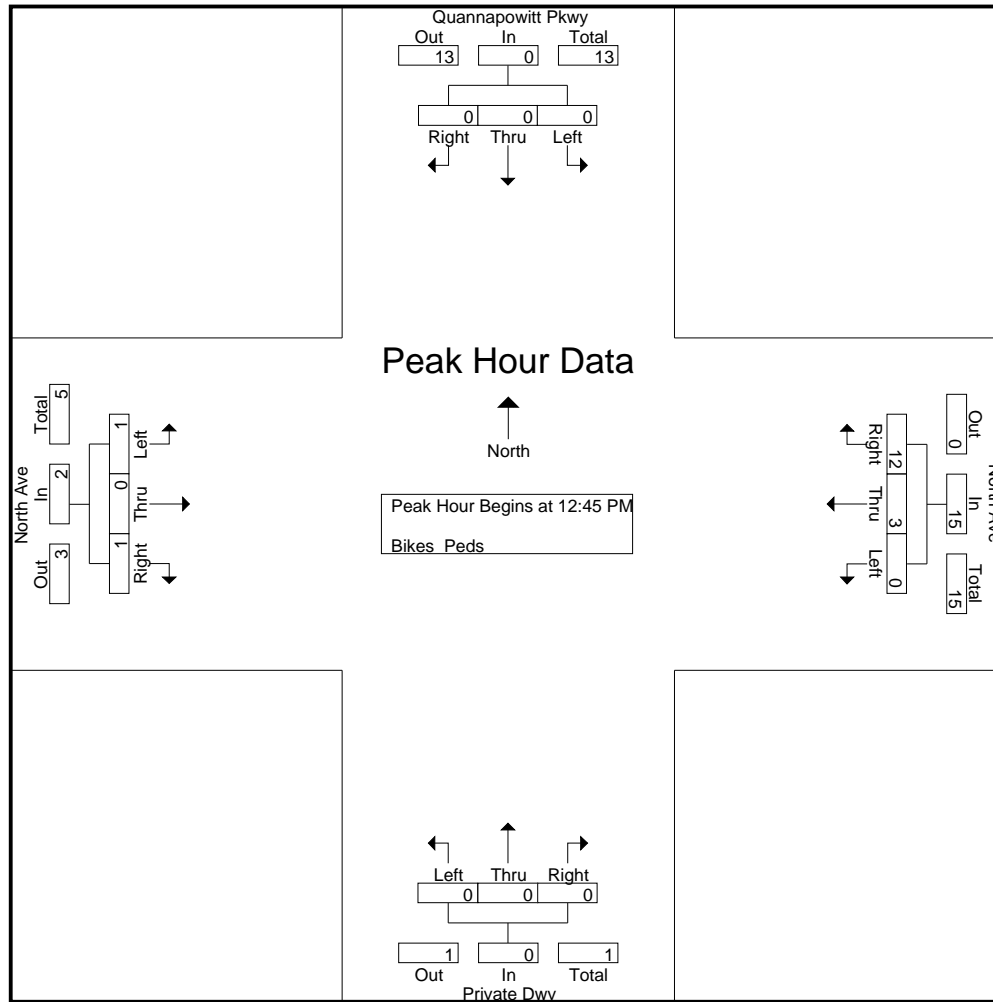 Quannapowitt Pkwy
Out In Total
13 0 13
0 0 0
Right Thru Left
Peak Hour Data
North
Peak Hour Begins at 12:45 PM
Bikes Peds
North Ave
Total In Out
5 2 3
1 0 1
Left Thru Right
Right Thru Left
12 3 0
0 15 15
Out In Total
North Ave
Left Thru Right
0 0 0
1 0 1
Out In Total
Private Dwy